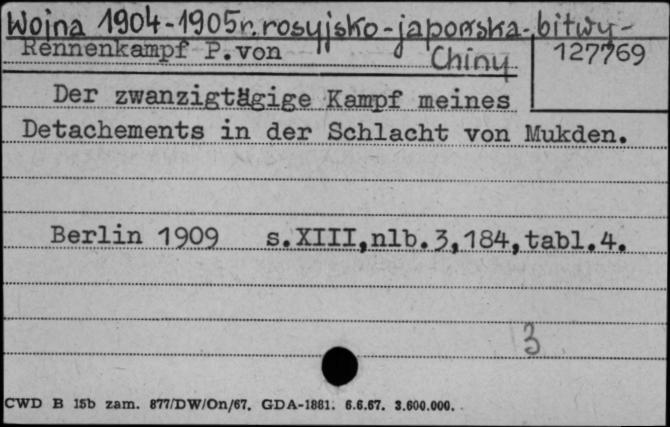 Wojna 1904-1905r. rosyjsko-japońska-bitwy-
Chiny
Rennenkampf P.von
127769
Der zwanzigtägige Kampf meines
Detachements in der Schlacht von Mukden.
Berlin 1909 s.XIII,nlb.3,184,tabl.4.
3
CWD B 15b zam. 877/DW/On/67. GDA-1881. 6.6.67. 3.600.000.